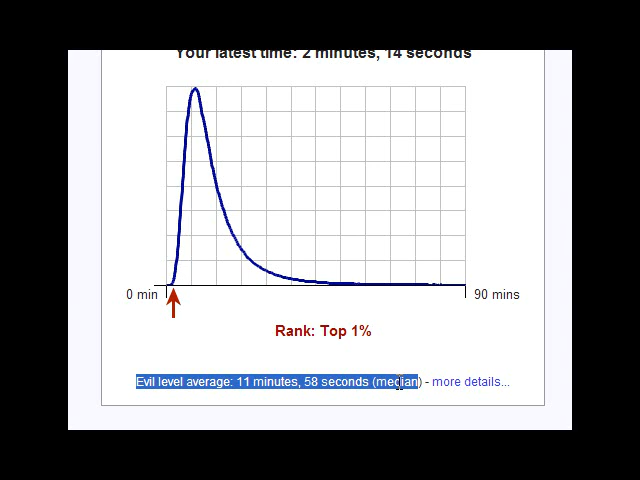 Your latest time: 2 minutes, 14 seconds
0 min
90 mins
Rank: Top 1%
Evil level average: 11 minutes, 58 seconds (median) - more details...